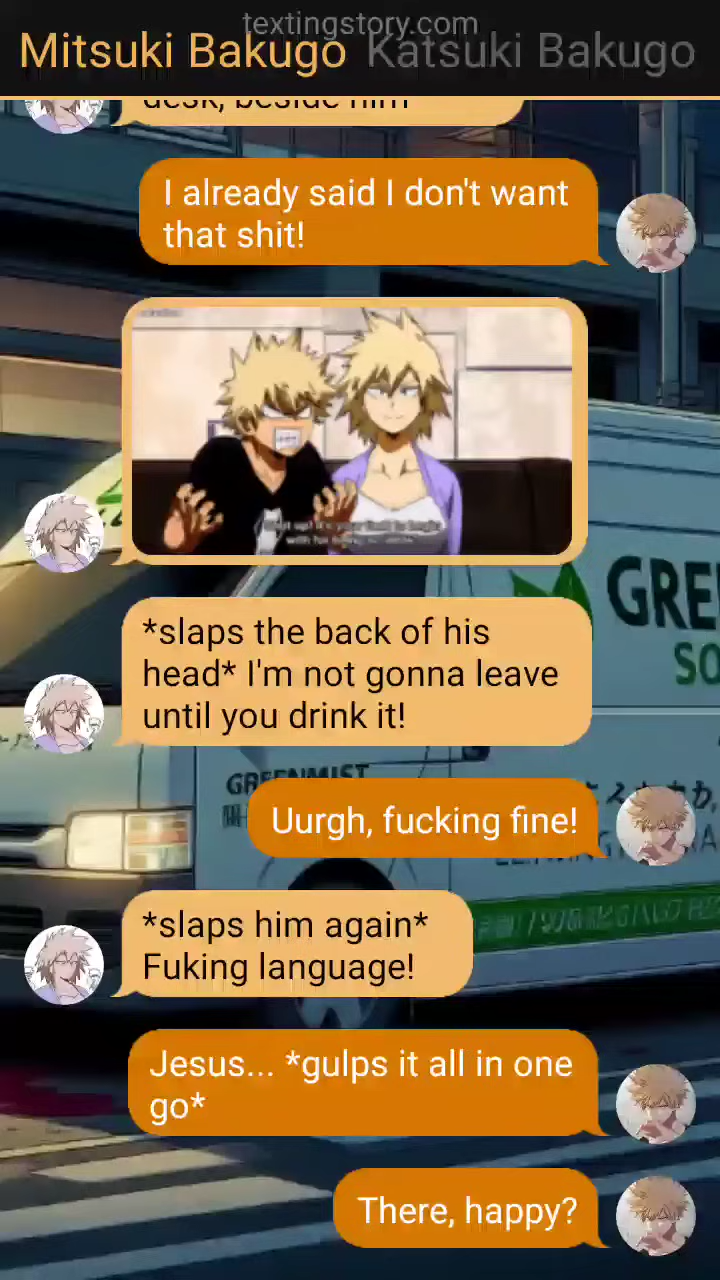 textingstory.com
Mitsuki Bakugo Katsuki Bakugo
desk, beside him
I already said I don't want
that shit!
*slaps the back of his
head* I'm not gonna leave
until you drink it!
GRE
SO
GREENMIST
Uurgh, fucking fine!
*slaps him again*
Fuking language!
Jesus... *gulps it all in one
go*
There, happy?